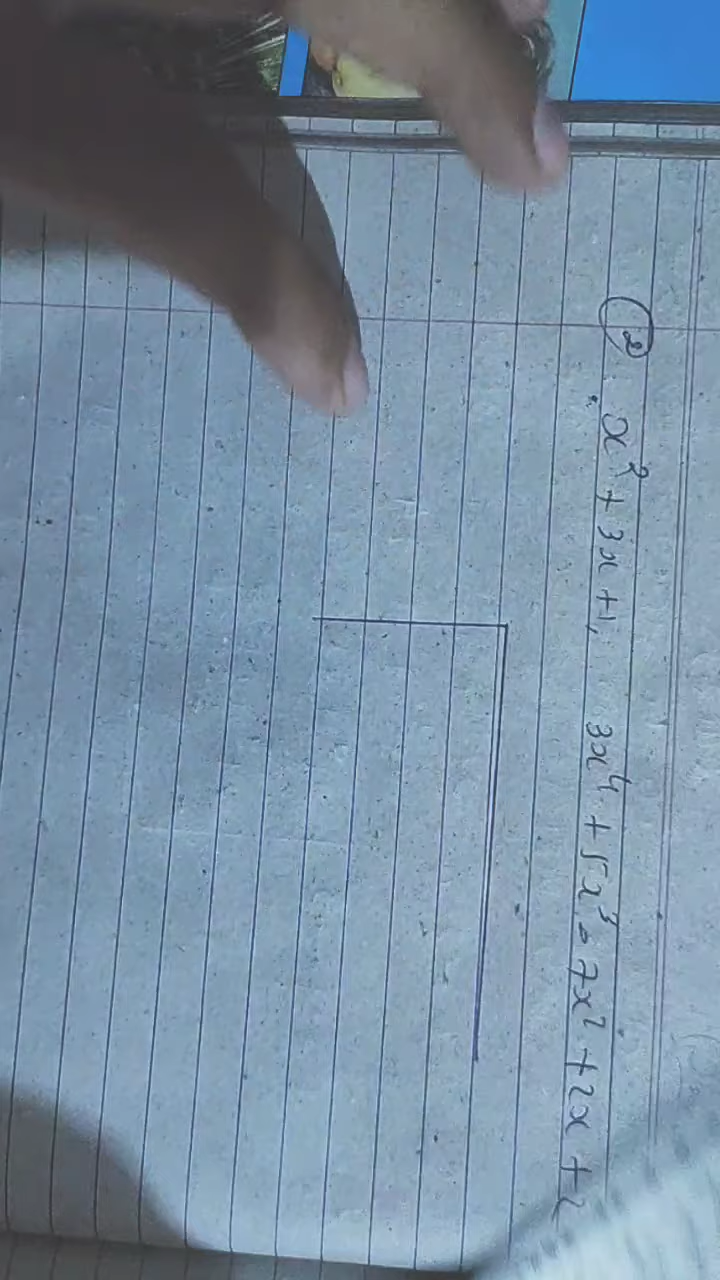 ② x² + 3x + 1, 3x⁴ + 5x³ - 7x² + 2x + 2